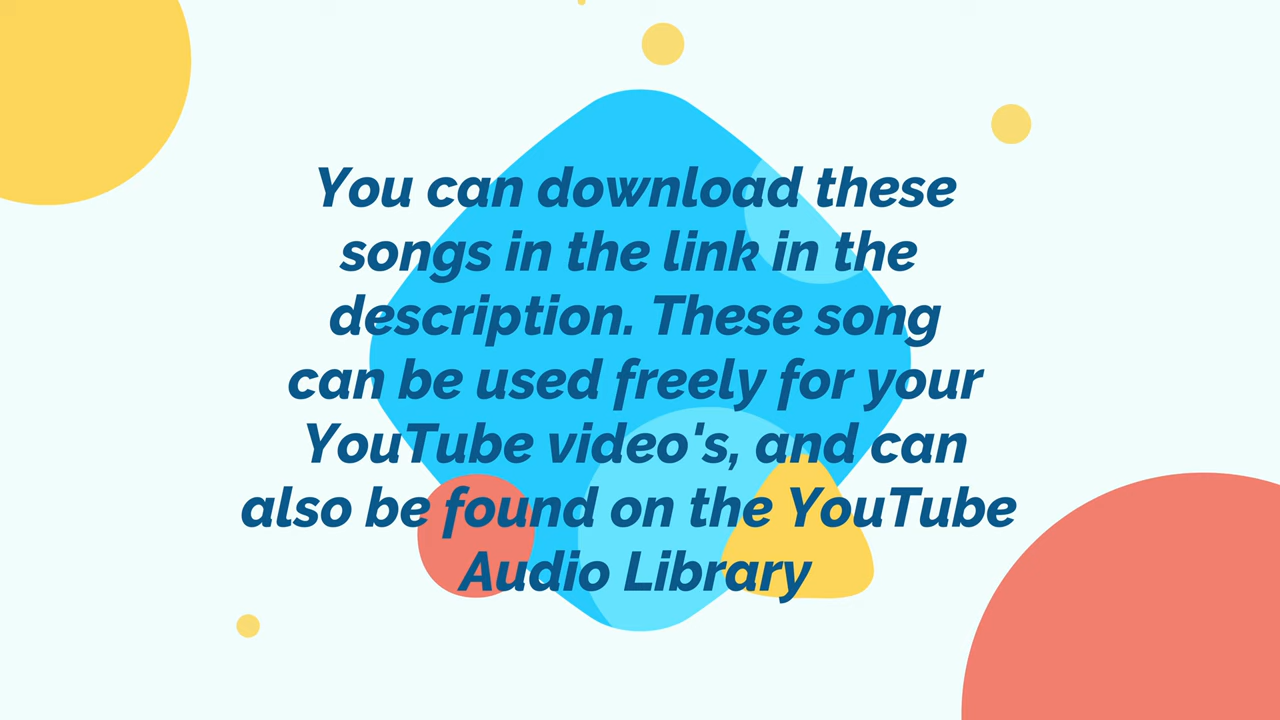 You can download these
songs in the link in the
description. These song
can be used freely for your
YouTube video's, and can
also be found on the YouTube
Audio Library